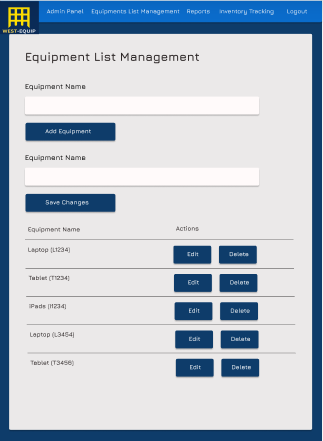 Admin Panel Equipments List Management Reports Inventory Tracking Logout
WEST-EQUIP
Equipment List Management
Equipment Name
Add Equipment
Equipment Name
Save Changes
Equipment Name Actions
Laptop (L1234) Edit Delete
Tablet (T1234) Edit Delete
IPads (I1234) Edit Delete
Laptop (L3454) Edit Delete
Tablet (T3456) Edit Delete